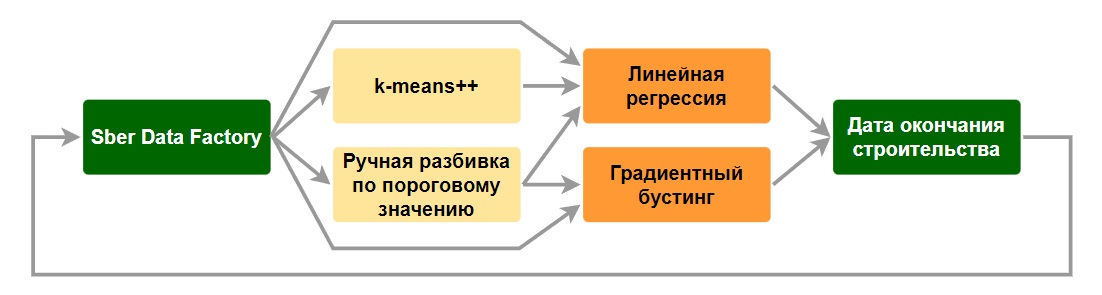 Sber Data Factory
k-means++
Ручная разбивка
по пороговому
значению
Линейная
регрессия
Градиентный
бустинг
Дата окончания
строительства